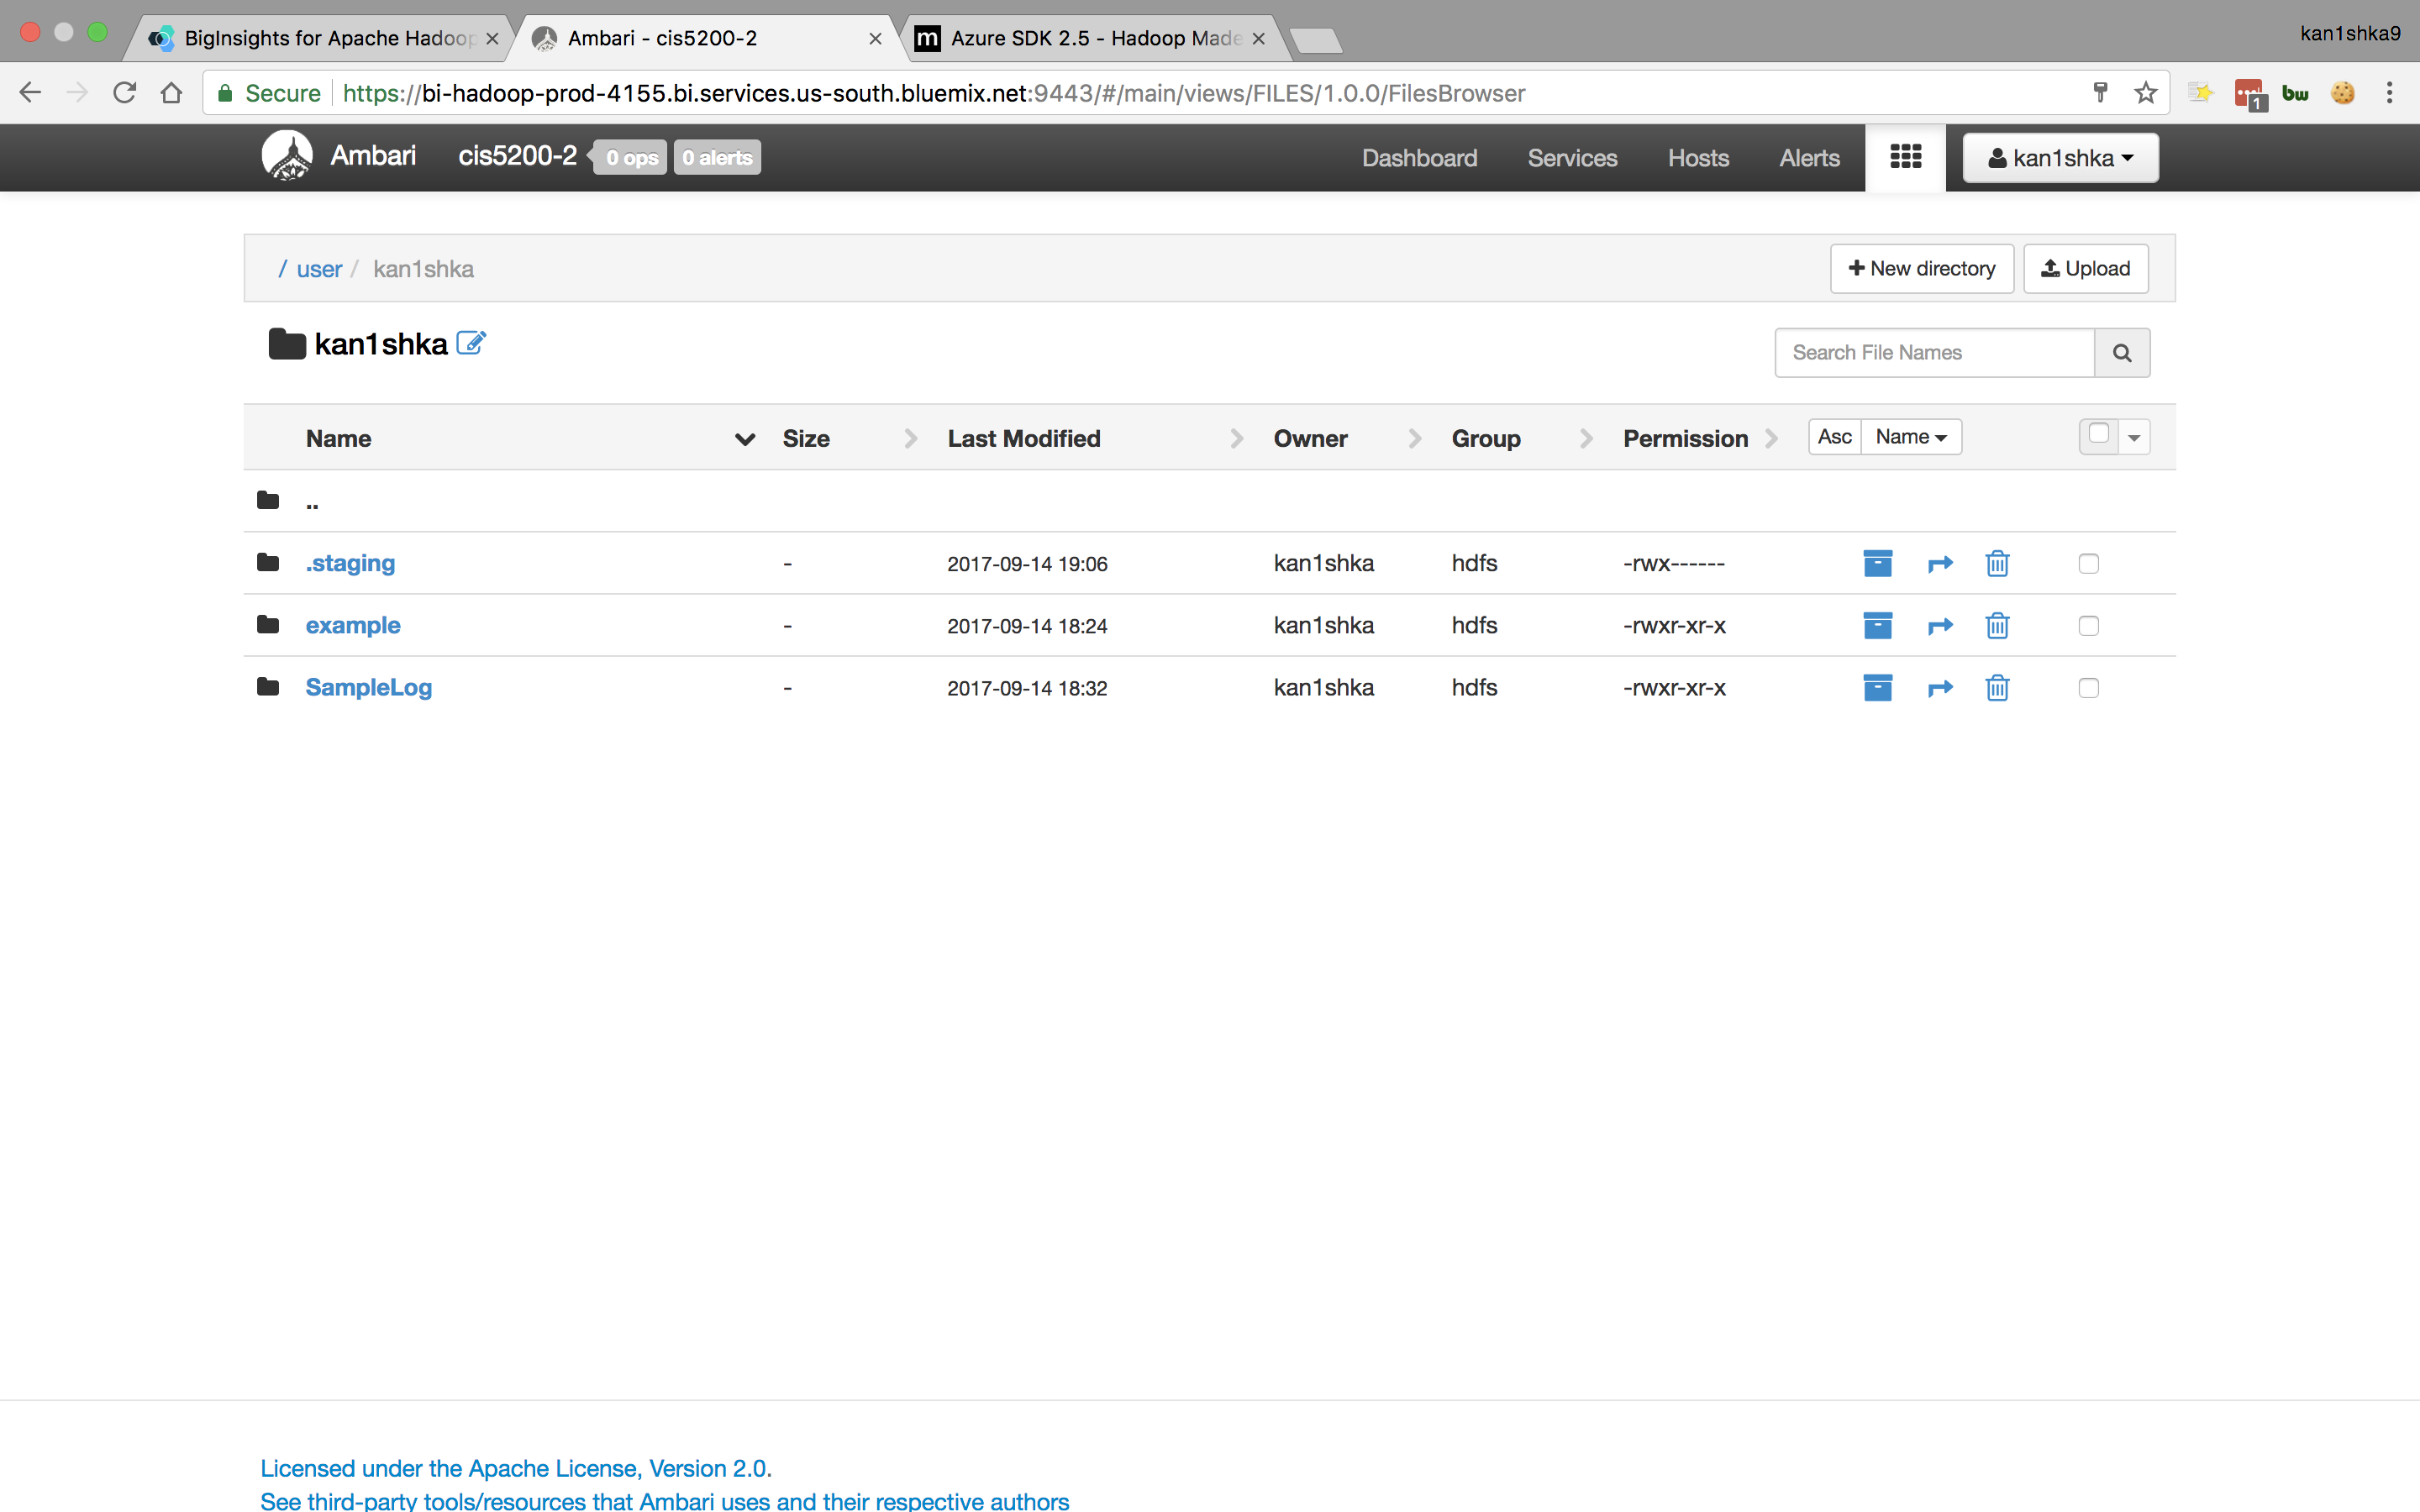 BigInsights for Apache Hadoop
Ambari - cis5200-2
m Azure SDK 2.5 - Hadoop Made
kan1shka9
Secure https://bi-hadoop-prod-4155.bi.services.us-south.bluemix.net:9443/#/main/views/FILES/1.0.0/FilesBrowser
1 bw
Ambari cis5200-2 0 ops 0 alerts Dashboard Services Hosts Alerts kan1shka
/ user / kan1shka New directory Upload
kan1shka Search File Names
Name Size Last Modified Owner Group Permission Asc Name
..
.staging - 2017-09-14 19:06 kan1shka hdfs -rwx------
example - 2017-09-14 18:24 kan1shka hdfs -rwxr-xr-x
SampleLog - 2017-09-14 18:32 kan1shka hdfs -rwxr-xr-x
Licensed under the Apache License, Version 2.0.
See third-party tools/resources that Ambari uses and their respective authors